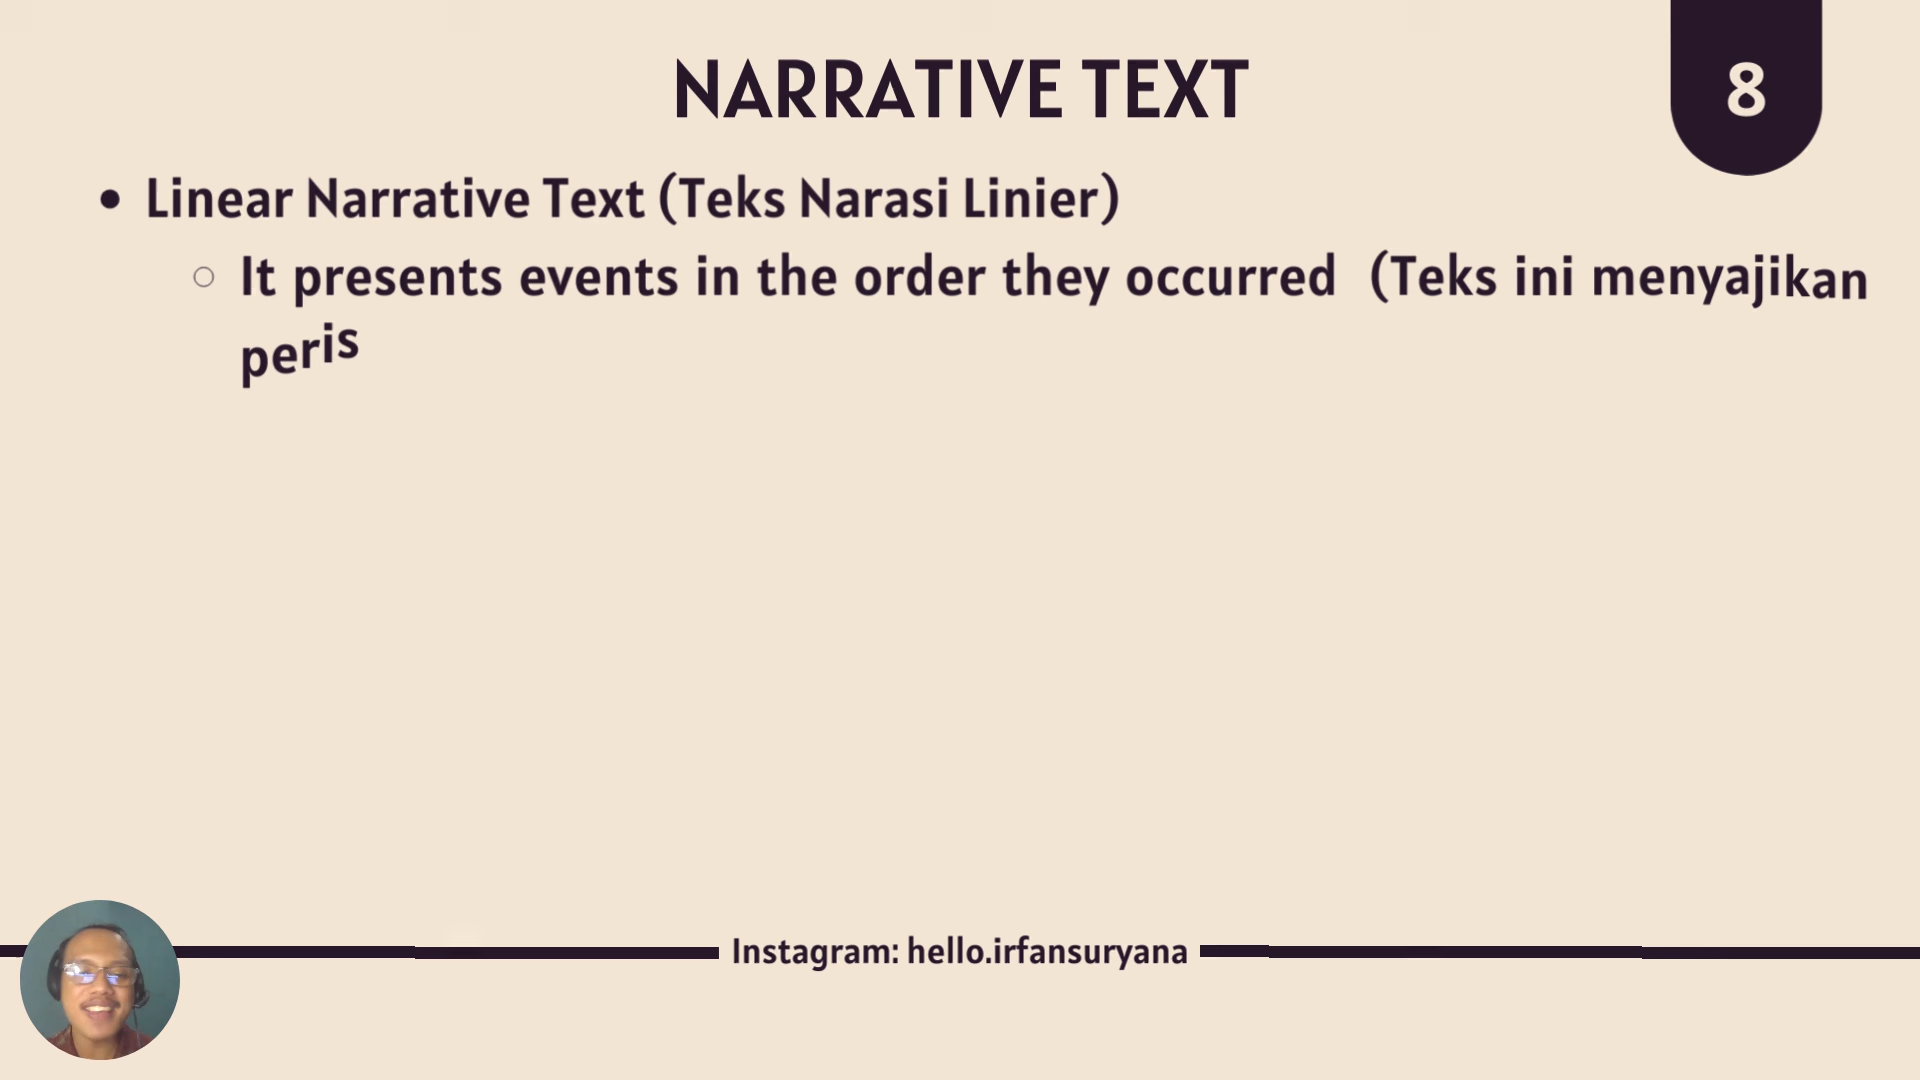 NARRATIVE TEXT
8
• Linear Narrative Text (Teks Narasi Linier)
○ It presents events in the order they occurred (Teks ini menyajikan
peris
Instagram: hello.irfansuryana